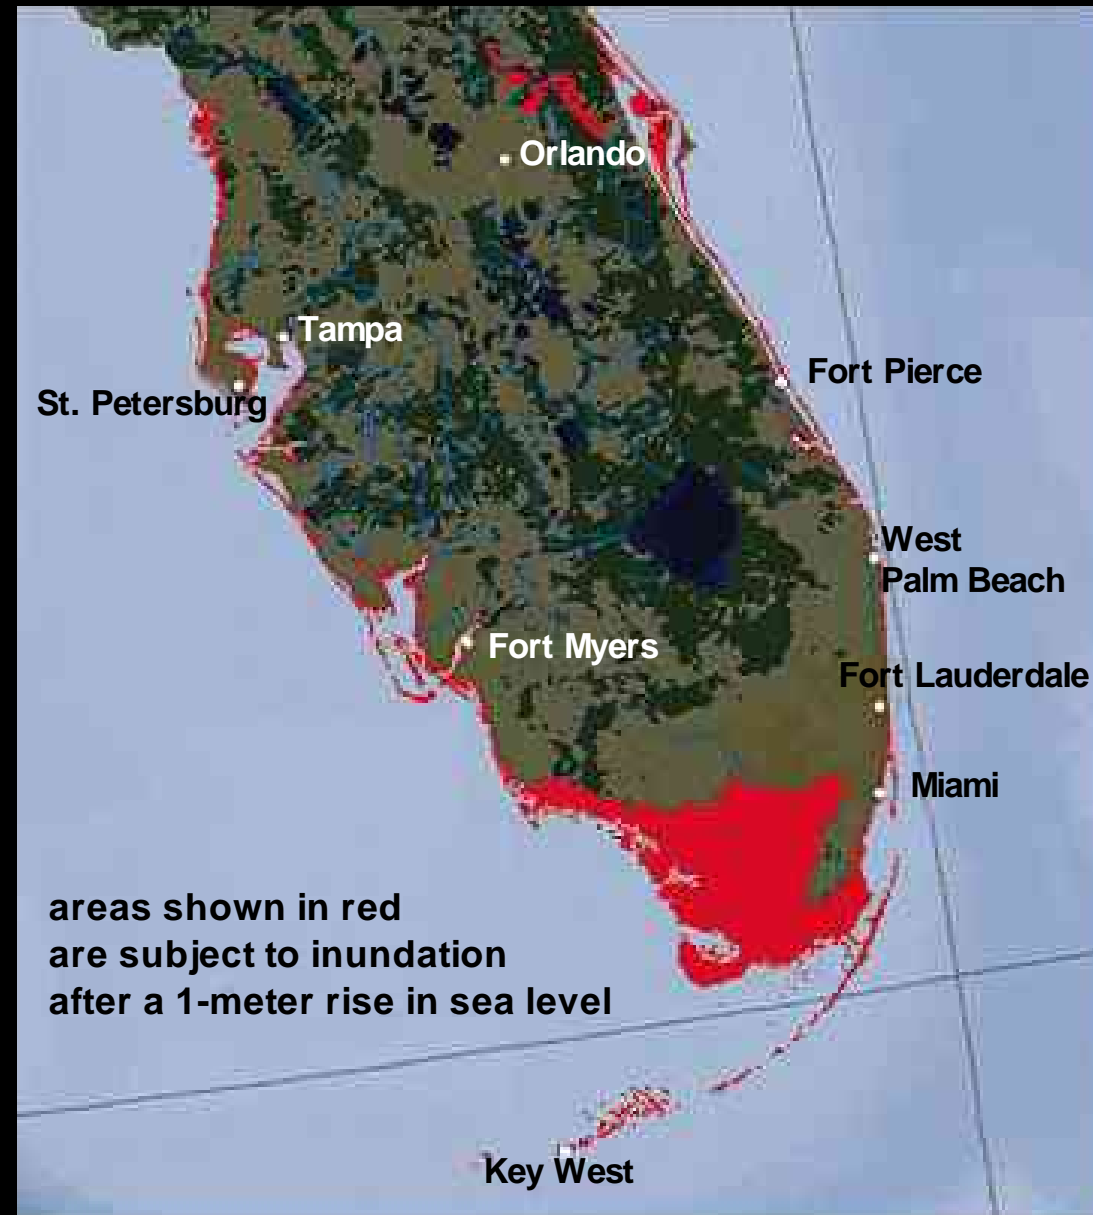 Orlando
Tampa
Fort Pierce
St. Petersburg
West
Palm Beach
Fort Myers
Fort Lauderdale
Miami
areas shown in red
are subject to inundation
after a 1-meter rise in sea level
Key West